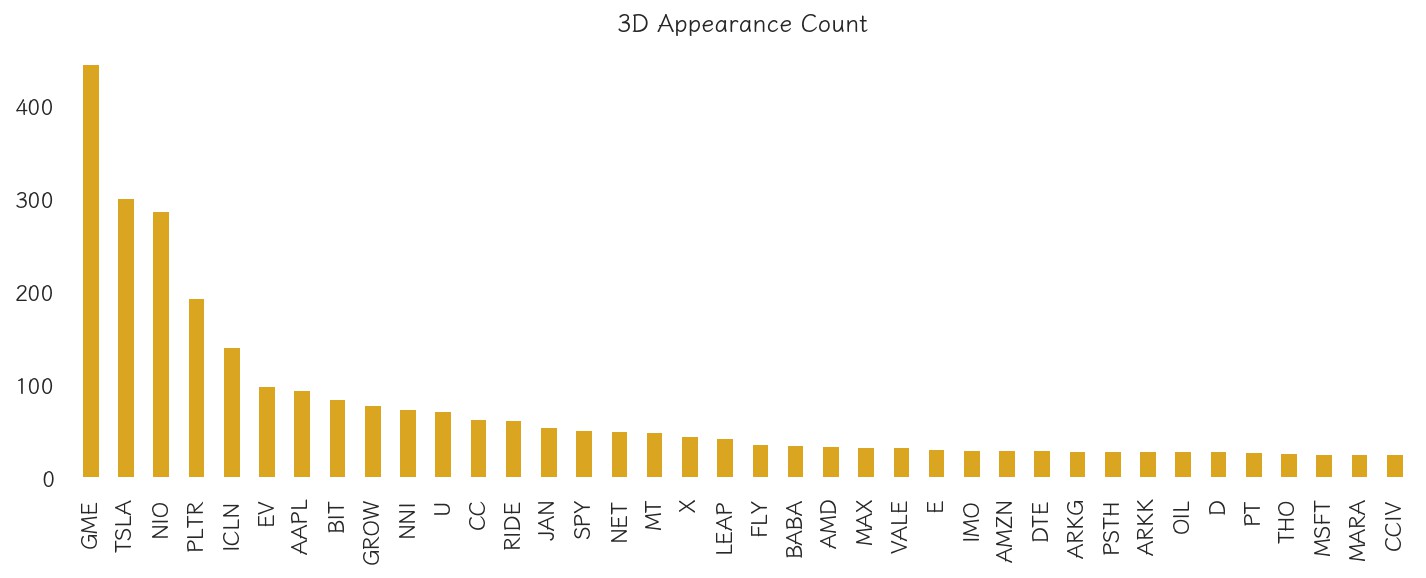 3D Appearance Count
400
300
200
100
0
GME
TSLA
NIO
PLTR
ICLN
EV
AAPL
BIT
GROW
NNI
U
CC
RIDE
JAN
SPY
NET
MT
X
LEAP
FLY
BABA
AMD
MAX
VALE
E
IMO
AMZN
DTE
ARKG
PSTH
ARKK
OIL
D
PT
THO
MSFT
MARA
CCIV